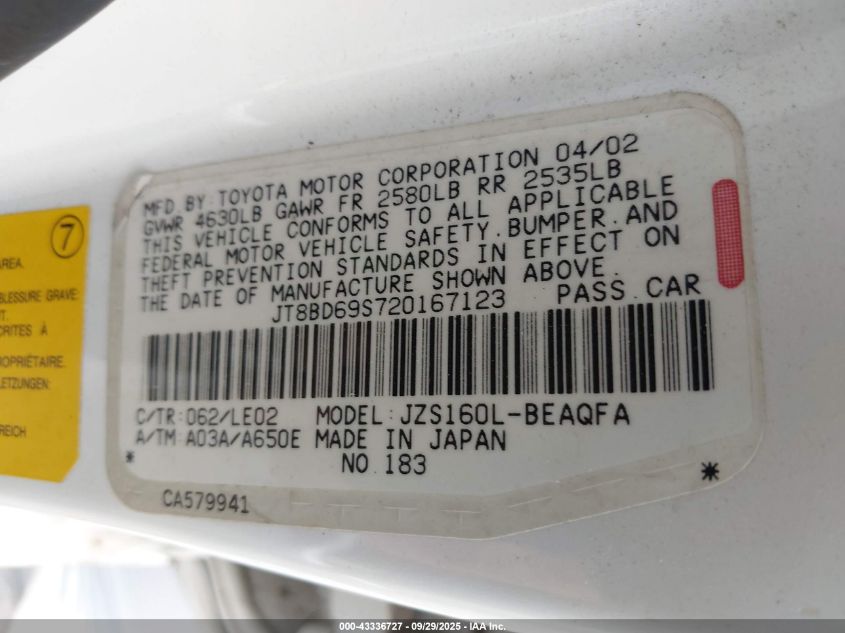 7
AREA.
BLESSURE GRAVE
CRITES À
PROPRIÉTAIRE.
LETZUNGEN:
REICH
MFD. BY: TOYOTA MOTOR CORPORATION 04/02
GVWR 4630LB GAWR FR 2580LB RR 2535LB
THIS VEHICLE CONFORMS TO ALL APPLICABLE
FEDERAL MOTOR VEHICLE SAFETY, BUMPER, AND
THEFT PREVENTION STANDARDS IN EFFECT ON
THE DATE OF MANUFACTURE SHOWN ABOVE.
JT8BD69S720167123 PASS. CAR
C/TR: 062/LE02 MODEL: JZS160L-BEAQFA
A/TM: A03A/A650E MADE IN JAPAN
* NO. 183 *
CA579941
000-43336727 - 09/29/2025 - IAA Inc.